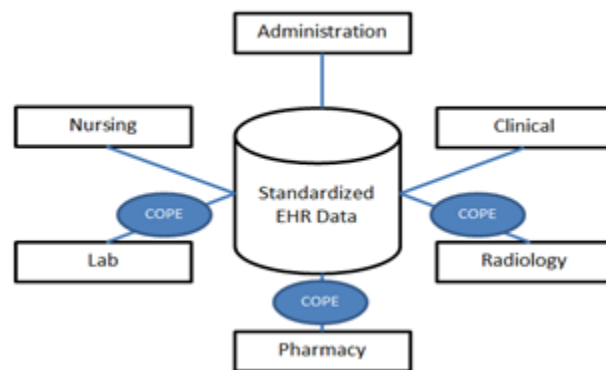 Administration
Nursing
Clinical
Standardized
EHR Data
COPE
COPE
Lab
Radiology
COPE
Pharmacy